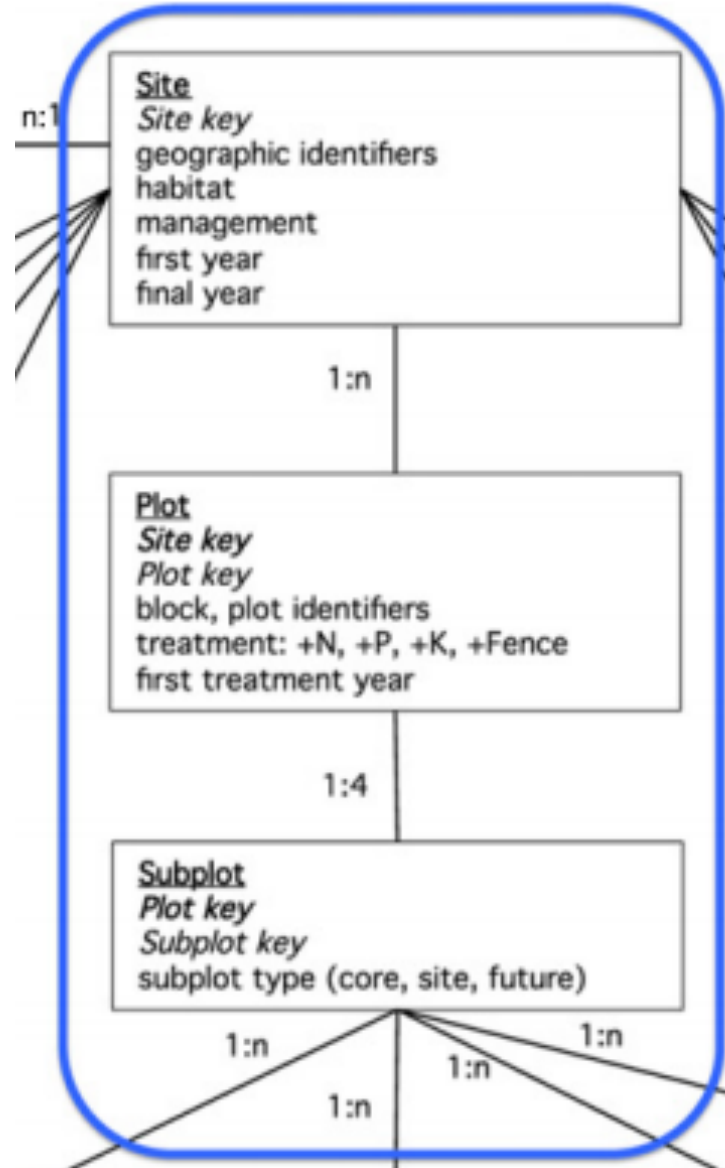 n:1
Site
Site key
geographic identifiers
habitat
management
first year
final year
1:n
Plot
Site key
Plot key
block, plot identifiers
treatment: +N, +P, +K, +Fence
first treatment year
1:4
Subplot
Plot key
Subplot key
subplot type (core, site, future)
1:n
1:n
1:n
1:n